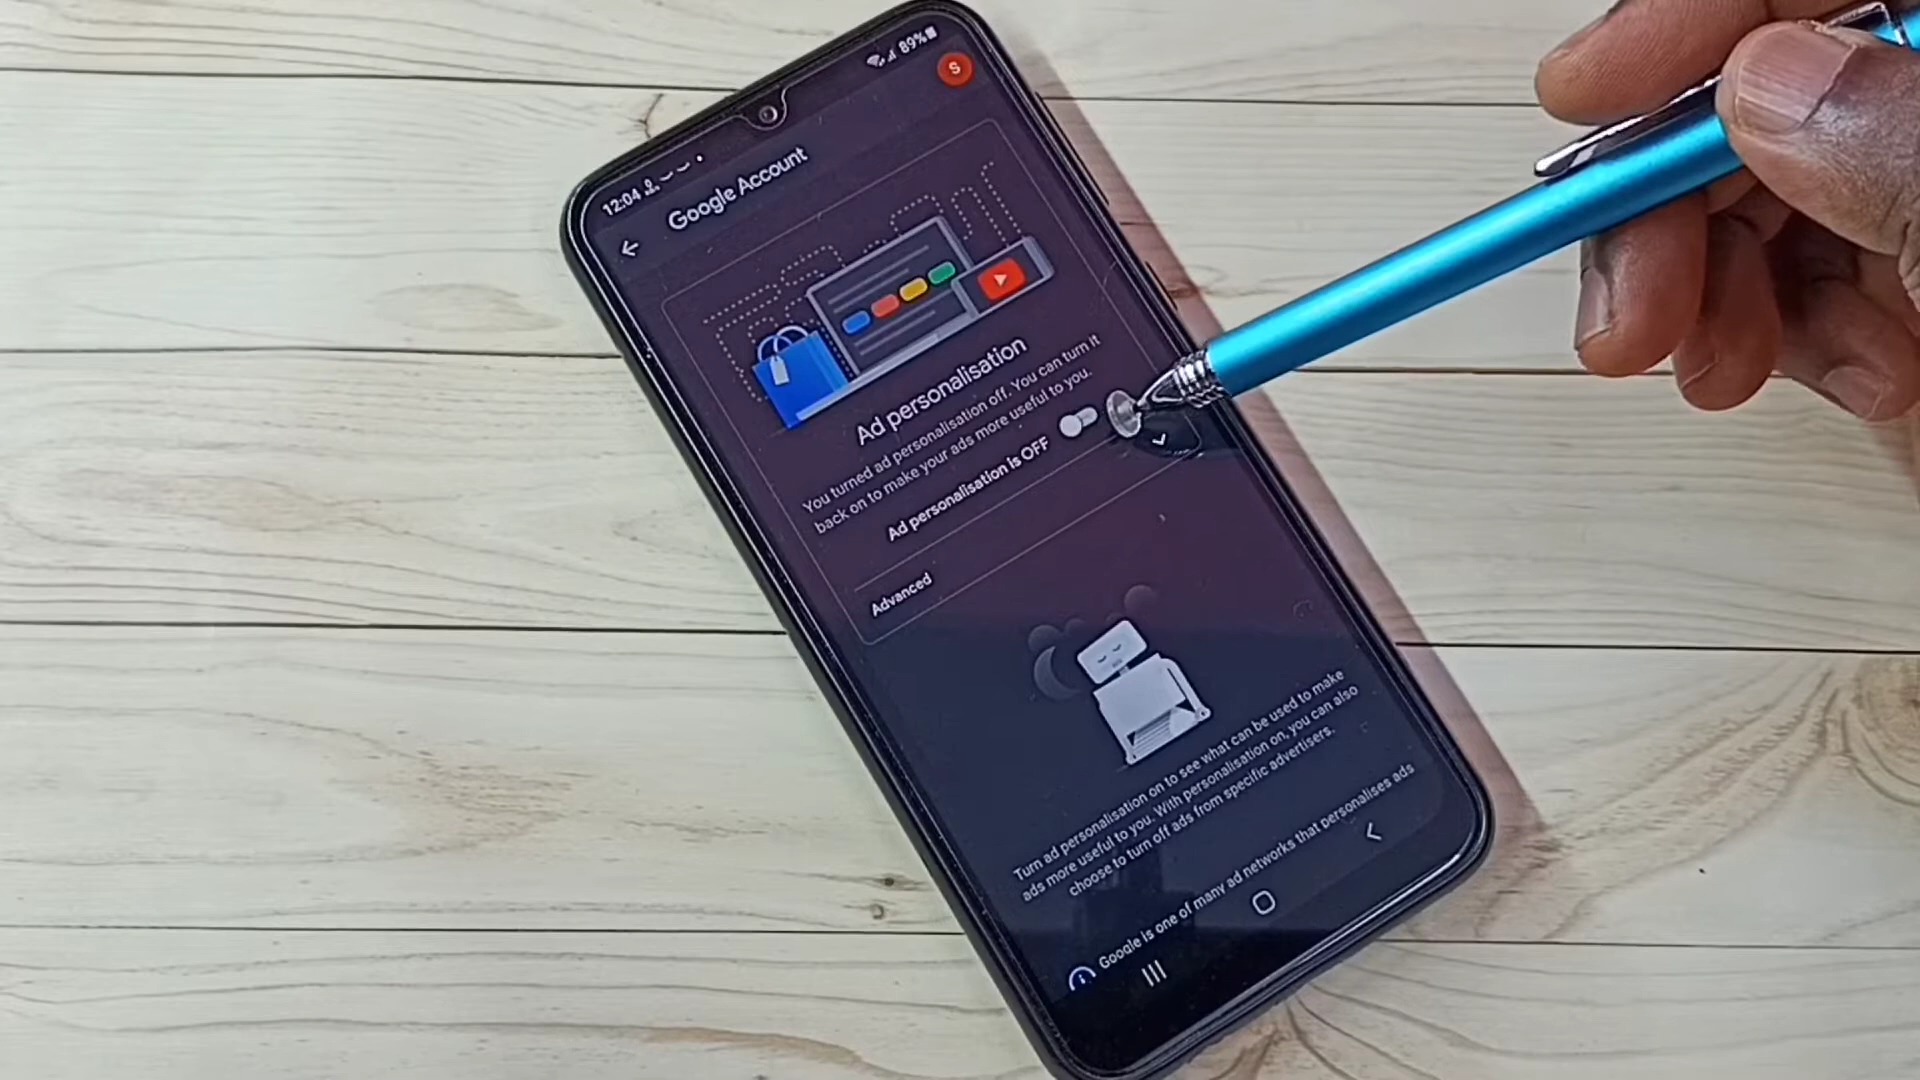 12:04
89%
S
Google Account
Ad personalisation
You turned ad personalisation off. You can turn it
back on to make your ads more useful to you.
Ad personalisation is OFF
Advanced
Turn ad personalisation on to see what can be used to make
ads more useful to you. With personalisation on, you can also
choose to turn off ads from specific advertisers.
Google is one of many ad networks that personalises ads